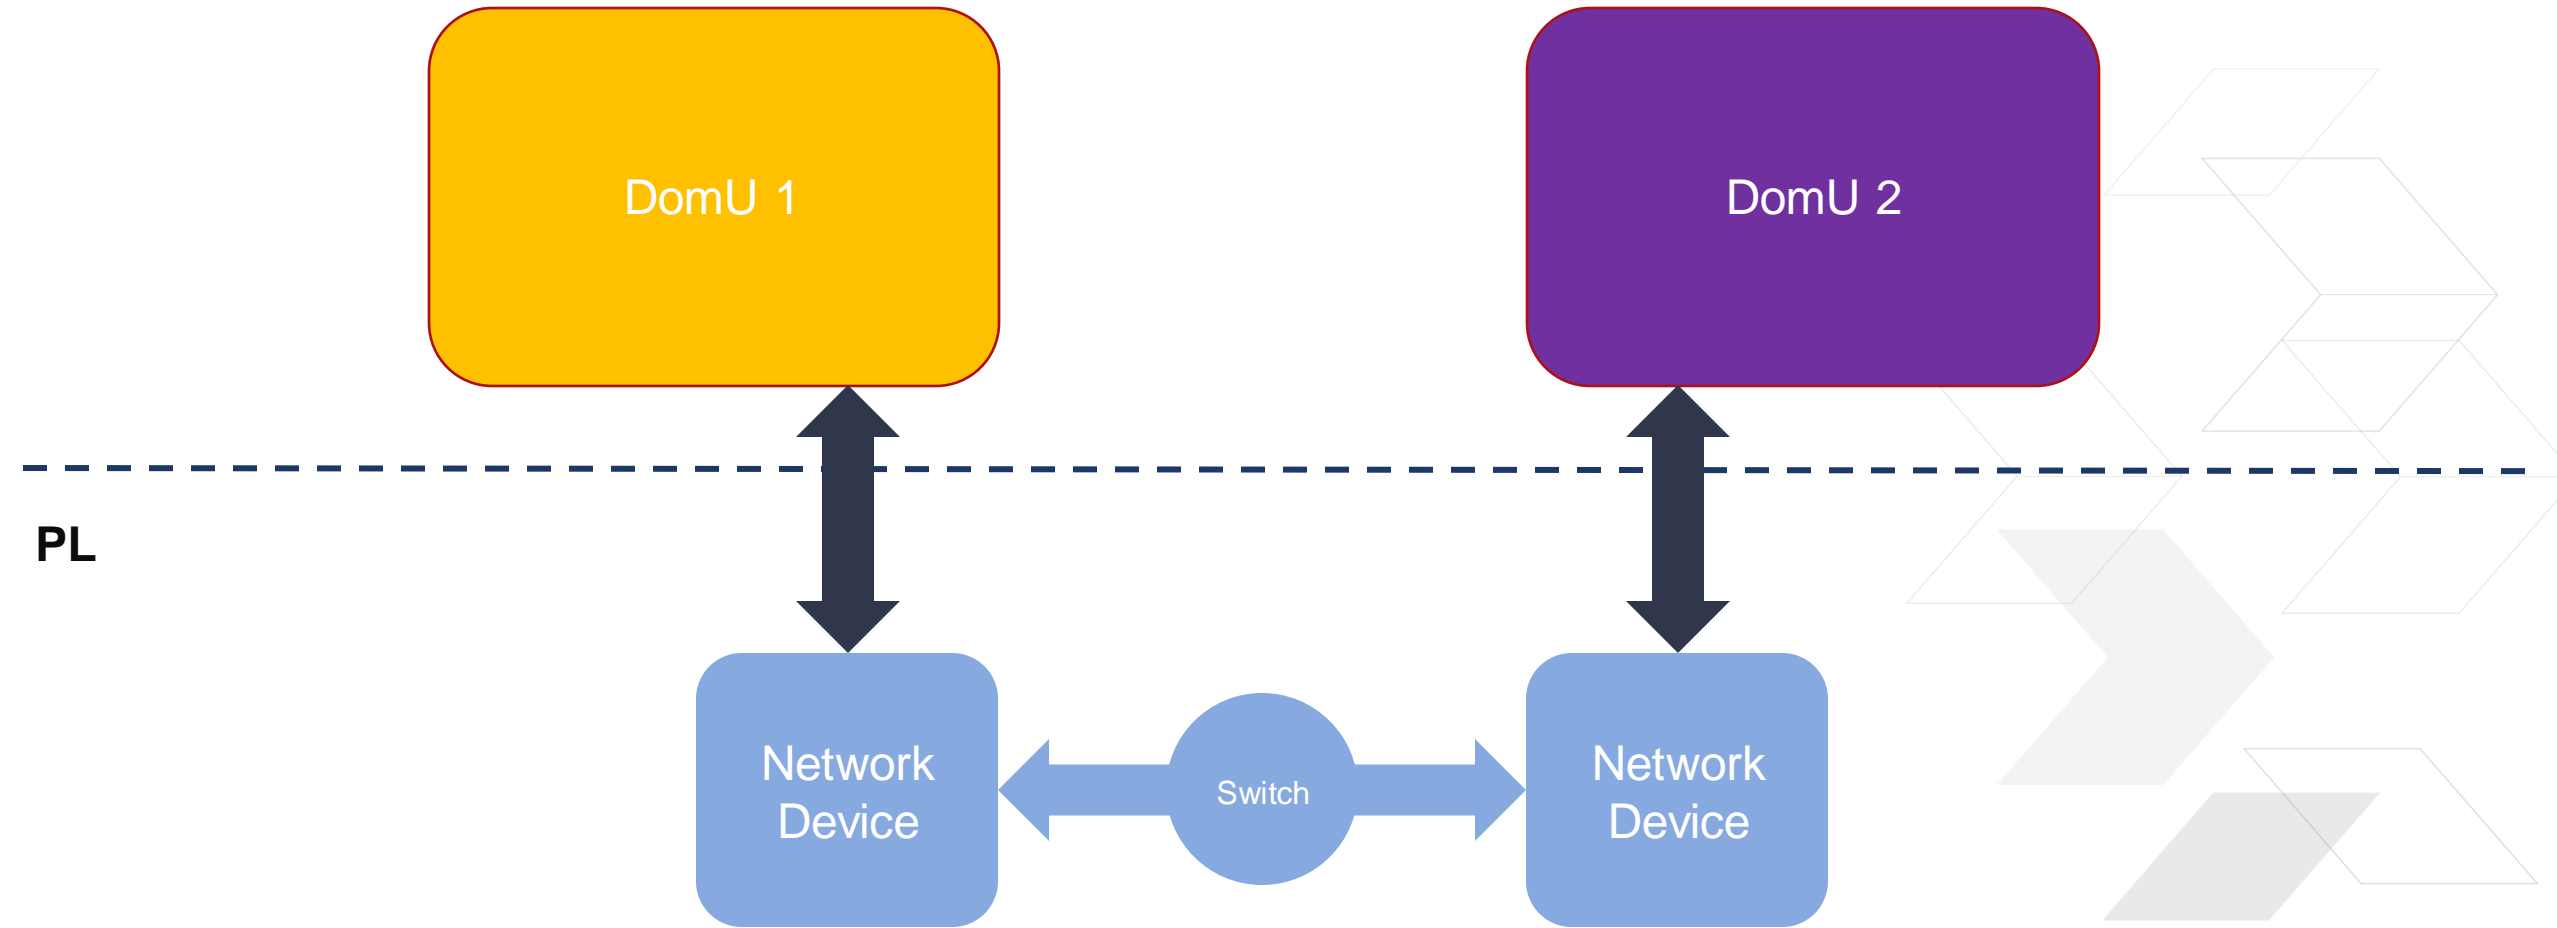 DomU 1
DomU 2
PL
Network
Device
Switch
Network
Device